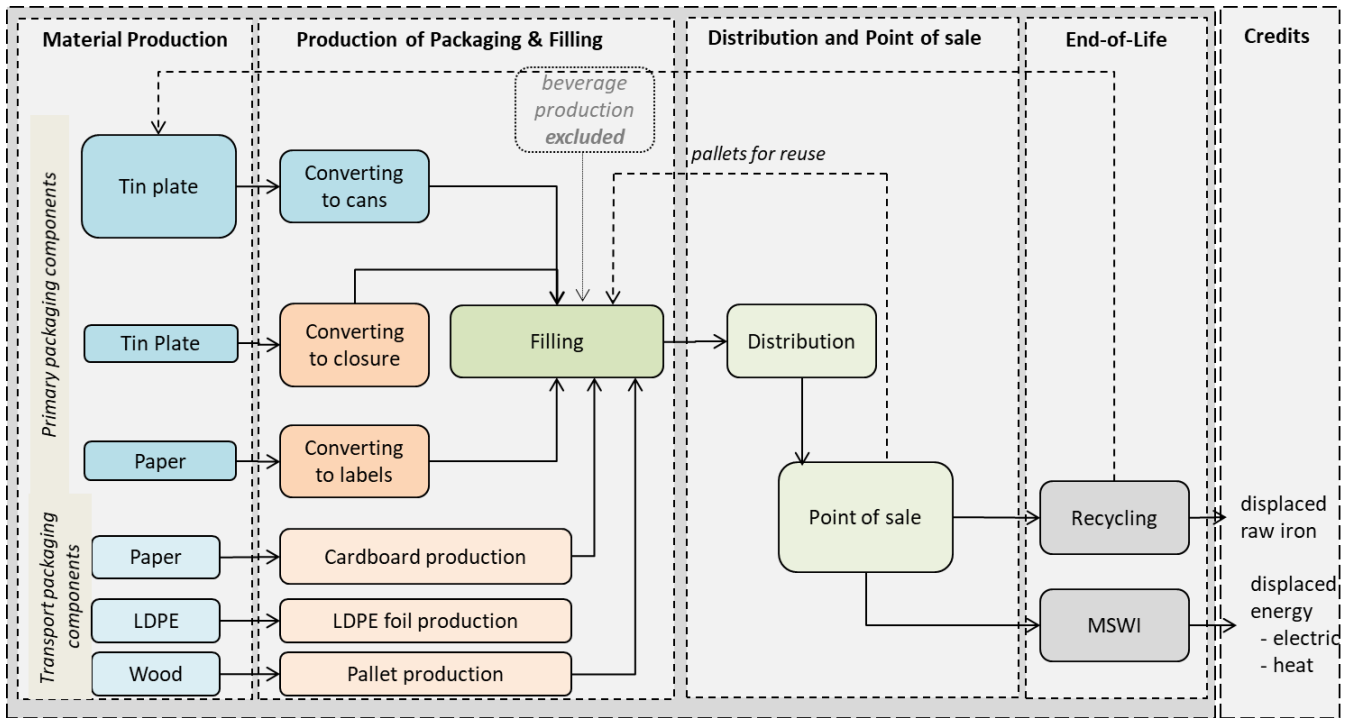 Material Production
Production of Packaging & Filling
Distribution and Point of sale
End-of-Life
Credits
beverage
production
excluded
pallets for reuse
Primary packaging components
Tin plate
Converting
to cans
Tin Plate
Converting
to closure
Filling
Distribution
Paper
Converting
to labels
Point of sale
Recycling
displaced
raw iron
Transport packaging
components
Paper
Cardboard production
LDPE
LDPE foil production
MSWI
displaced
energy
- electric
- heat
Wood
Pallet production